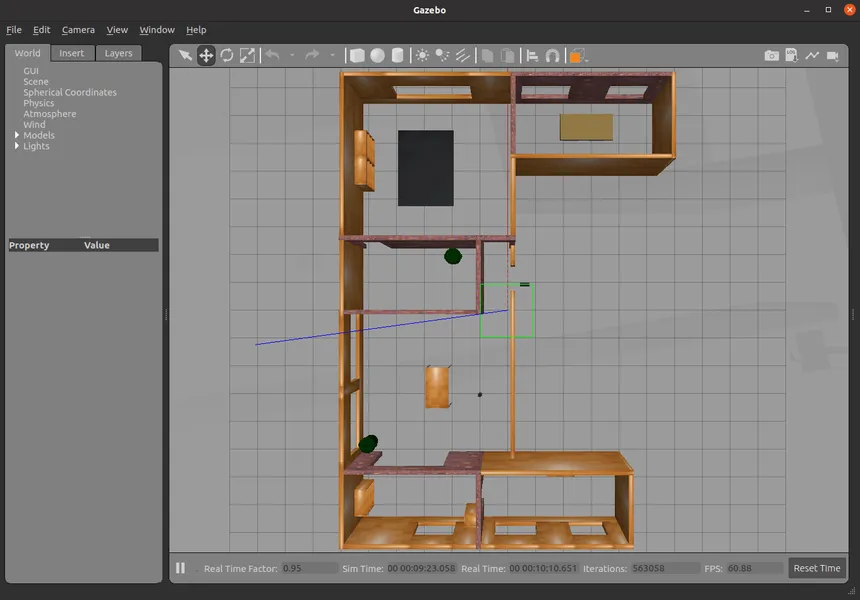 Gazebo
File Edit Camera View Window Help
World Insert Layers
GUI
Scene
Spherical Coordinates
Physics
Atmosphere
Wind
Models
Lights
Property Value
LOG
Real Time Factor: 0.95 Sim Time: 00 00:09:23.058 Real Time: 00 00:10:10.651 Iterations: 563058 FPS: 60.88 Reset Time